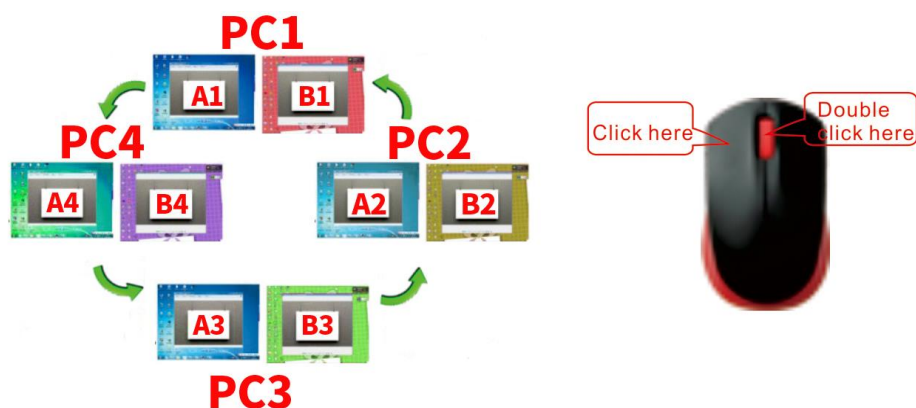 PC1
A1
B1
PC4
PC2
A4
B4
A2
B2
A3
B3
PC3
Click here
Double
click here